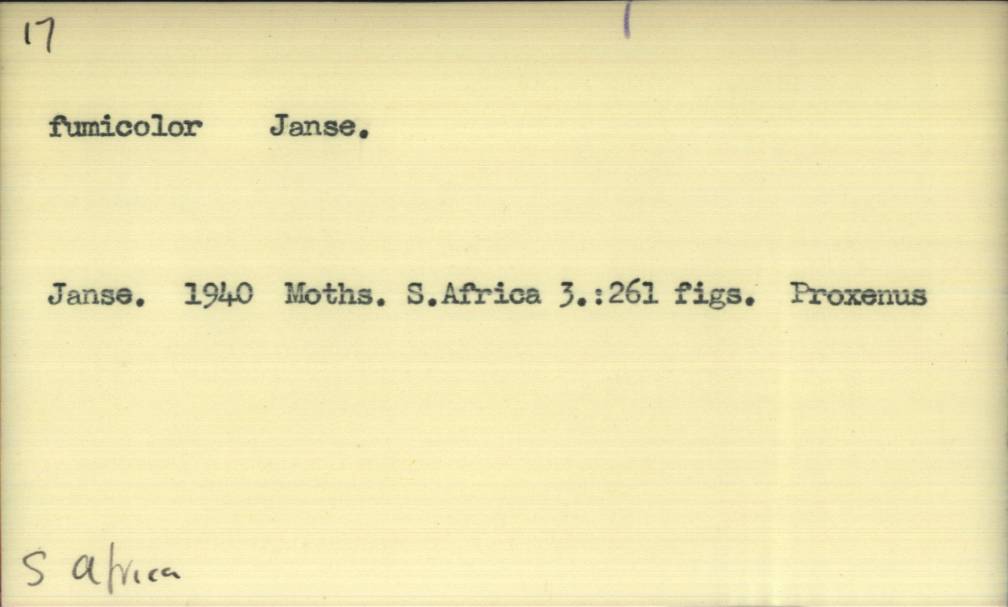 17
fumicolor Janse.
Janse. 1940 Moths. S.Africa 3.:261 figs. Proxenus
S Africa